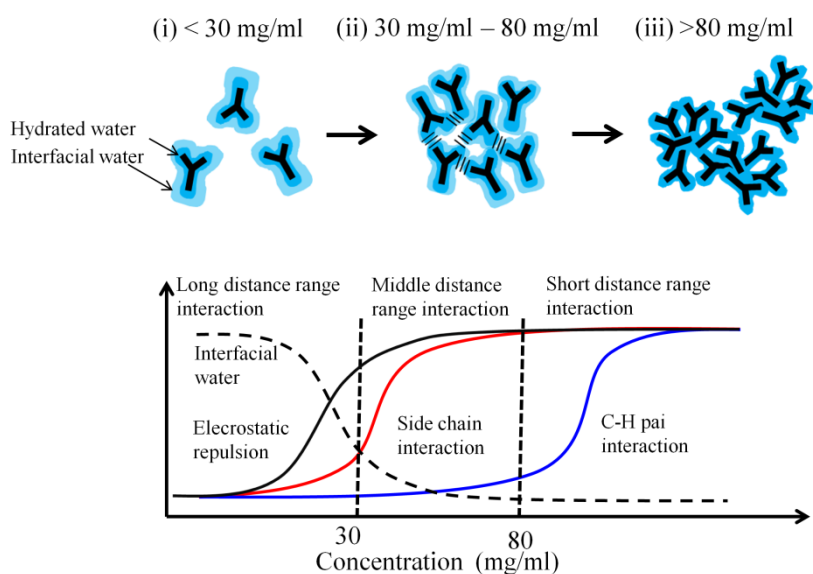 (i) < 30 mg/ml
(ii) 30 mg/ml – 80 mg/ml
(iii) >80 mg/ml
Hydrated water
Interfacial water
Long distance range
interaction
Middle distance
range interaction
Short distance range
interaction
Interfacial
water
Elecrostatic
repulsion
Side chain
interaction
C-H pai
interaction
30
80
Concentration (mg/ml)